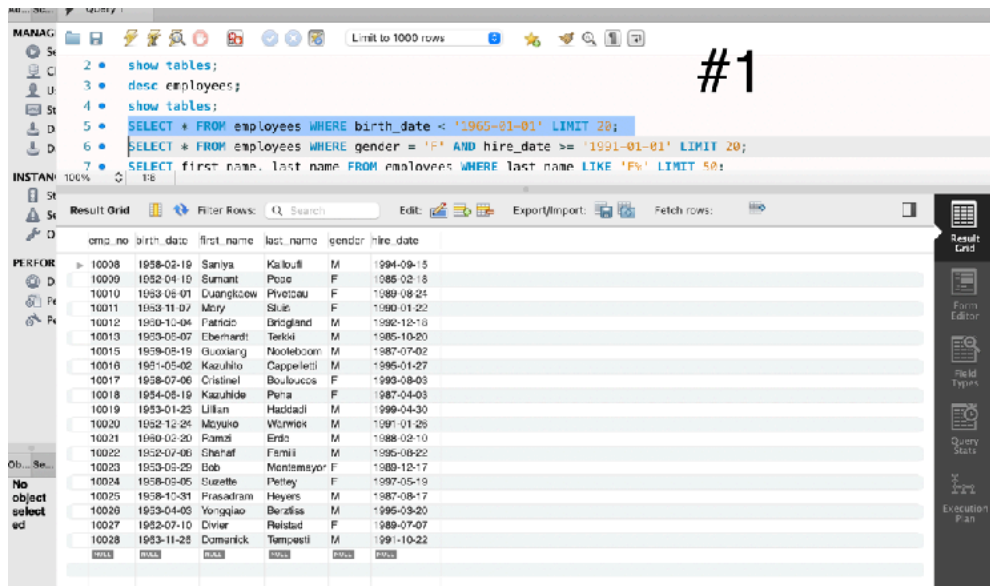 Query 1
MANAG
Limit to 1000 rows
#1
2 show tables;
3 desc employees;
4 show tables;
5 SELECT * FROM employees WHERE birth_date < '1965-01-01' LIMIT 20;
6 SELECT * FROM employees WHERE gender = 'F' AND hire_date >= '1991-01-01' LIMIT 20;
7 SELECT first_name, last_name FROM employees WHERE last_name LIKE 'F%' LIMIT 50;
INSTAN
100% 1:6
Result Grid Filter Rows: Search Edit: Export/Import: Fetch rows:
emp_no birth_date first_name last_name gender hire_date
10008 1958-02-19 Saniya Kalloufi M 1994-09-15
10009 1952-04-19 Sumant Peac F 1985-02-18
10010 1963-06-01 Duangkaew Piveteau F 1989-08-24
10011 1953-11-07 Mary Sluis F 1990-01-22
10012 1960-10-04 Patricio Bridgland M 1992-12-18
10013 1963-06-07 Eberhardt Terkki M 1985-10-20
10015 1959-08-19 Guoxiang Nooteboom M 1987-07-02
10016 1961-05-02 Kazuhito Cappelletti M 1995-01-27
10017 1958-07-06 Cristinel Bouloucos F 1993-08-03
10018 1954-06-19 Kazuhide Peha F 1987-04-03
10019 1953-01-23 Lillian Haddadi M 1999-04-30
10020 1952-12-24 Mayuko Warwick M 1991-01-26
10021 1960-02-20 Ramzi Erde M 1988-02-10
10022 1952-07-08 Shahaf Famili M 1995-08-22
10023 1953-09-29 Bob Montemayor F 1989-12-17
10024 1958-09-05 Suzette Pettey F 1997-05-19
10025 1958-10-31 Prasadram Heyers M 1987-08-17
10026 1953-04-03 Yongqiao Berztiss M 1995-03-20
10027 1962-07-10 Divier Reistad F 1989-07-07
10028 1963-11-26 Domenick Tempesti M 1991-10-22
NULL NULL NULL NULL NULL NULL
PERFOR
Ob... Se...
No
object
select
ed
Result
Grid
Form
Editor
Field
Types
Query
Stats
Execution
Plan